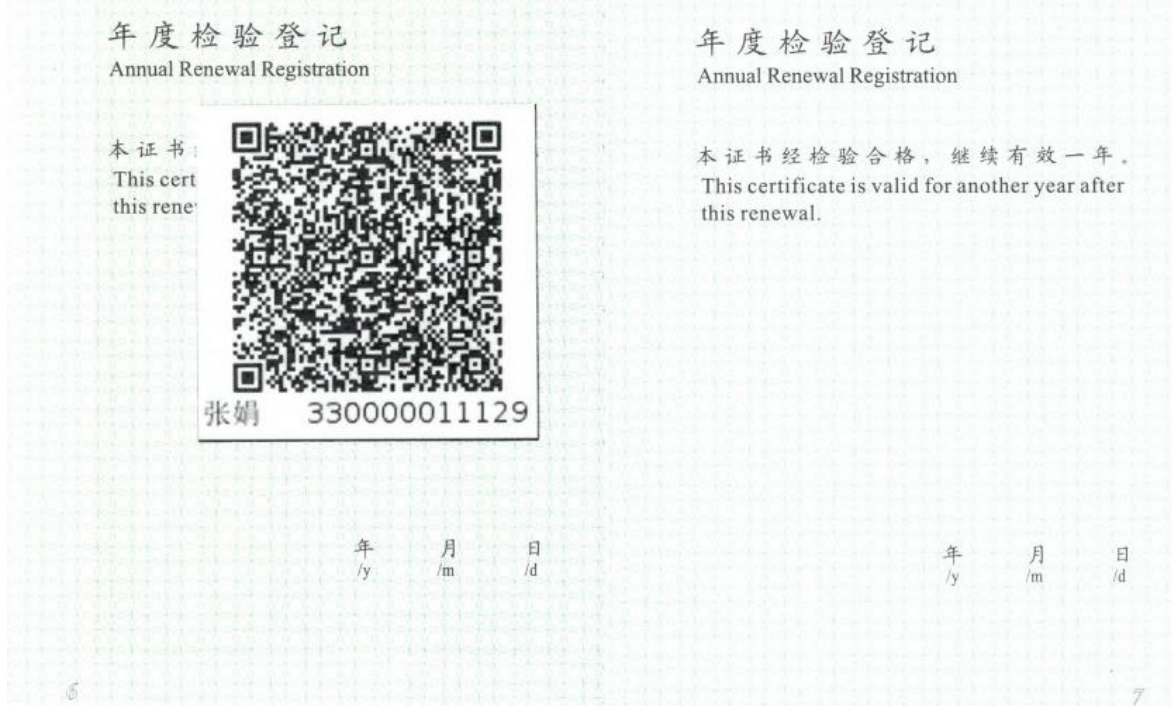 年度检验登记
Annual Renewal Registration
本证书
This cert
this rene
张娟 330000011129
年 月 日
/y /m /d
6
年度检验登记
Annual Renewal Registration
本证书经检验合格，继续有效一年。
This certificate is valid for another year after
this renewal.
年 月 日
/y /m /d
7